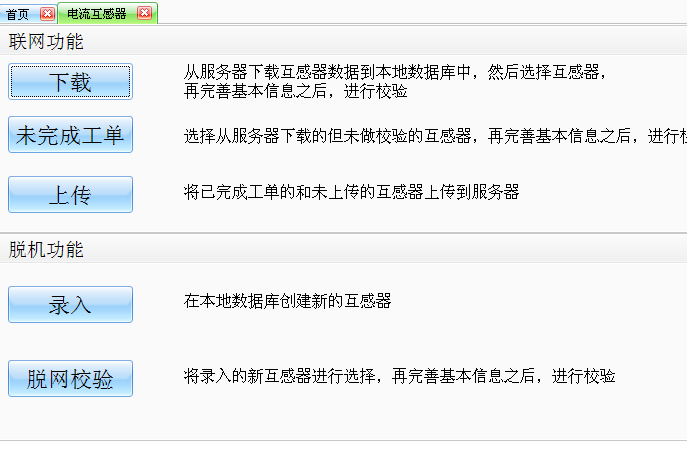 首页
电流互感器
联网功能
下载
从服务器下载互感器数据到本地数据库中，然后选择互感器，
再完善基本信息之后，进行校验
未完成工单
选择从服务器下载的但未做校验的互感器，再完善基本信息之后，进行
上传
将已完成工单的和未上传的互感器上传到服务器
脱机功能
录入
在本地数据库创建新的互感器
脱网校验
将录入的新互感器进行选择，再完善基本信息之后，进行校验